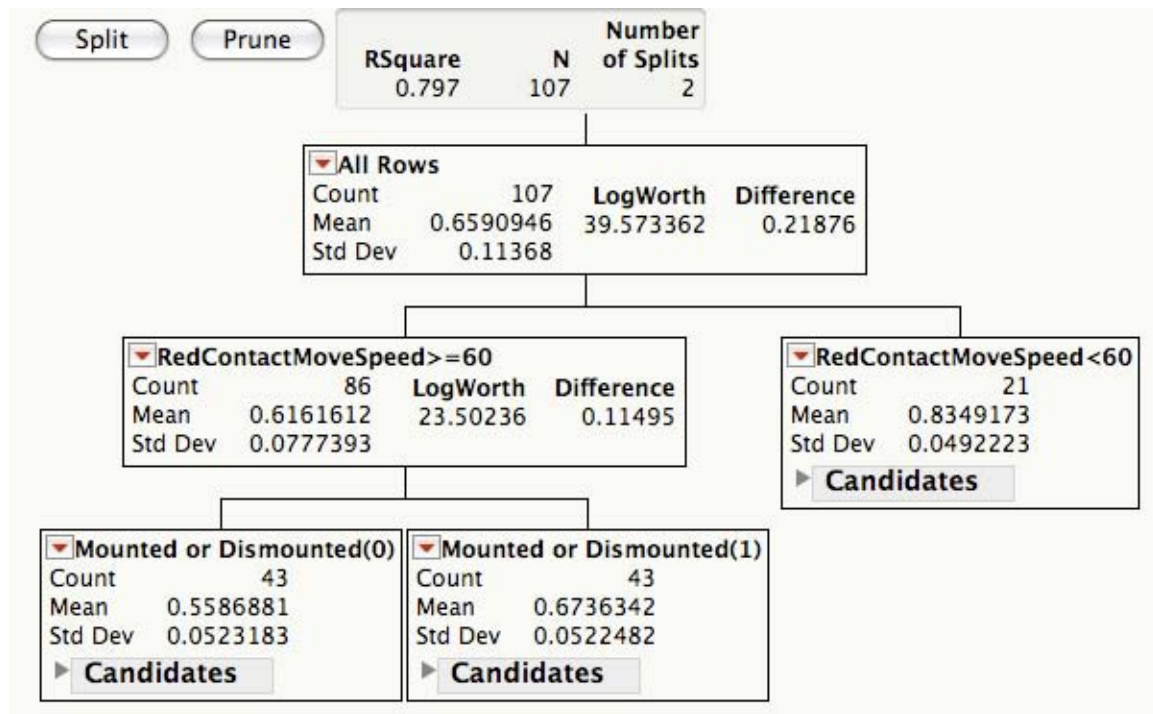 Split Prune
Number
RSquare N of Splits
0.797 107 2
All Rows
Count 107 LogWorth Difference
Mean 0.6590946 39.573362 0.21876
Std Dev 0.11368
RedContactMoveSpeed>=60
Count 86 LogWorth Difference
Mean 0.6161612 23.50236 0.11495
Std Dev 0.0777393
RedContactMoveSpeed<60
Count 21
Mean 0.8349173
Std Dev 0.0492223
Candidates
Mounted or Dismounted(0)
Count 43
Mean 0.5586881
Std Dev 0.0523183
Candidates
Mounted or Dismounted(1)
Count 43
Mean 0.6736342
Std Dev 0.0522482
Candidates